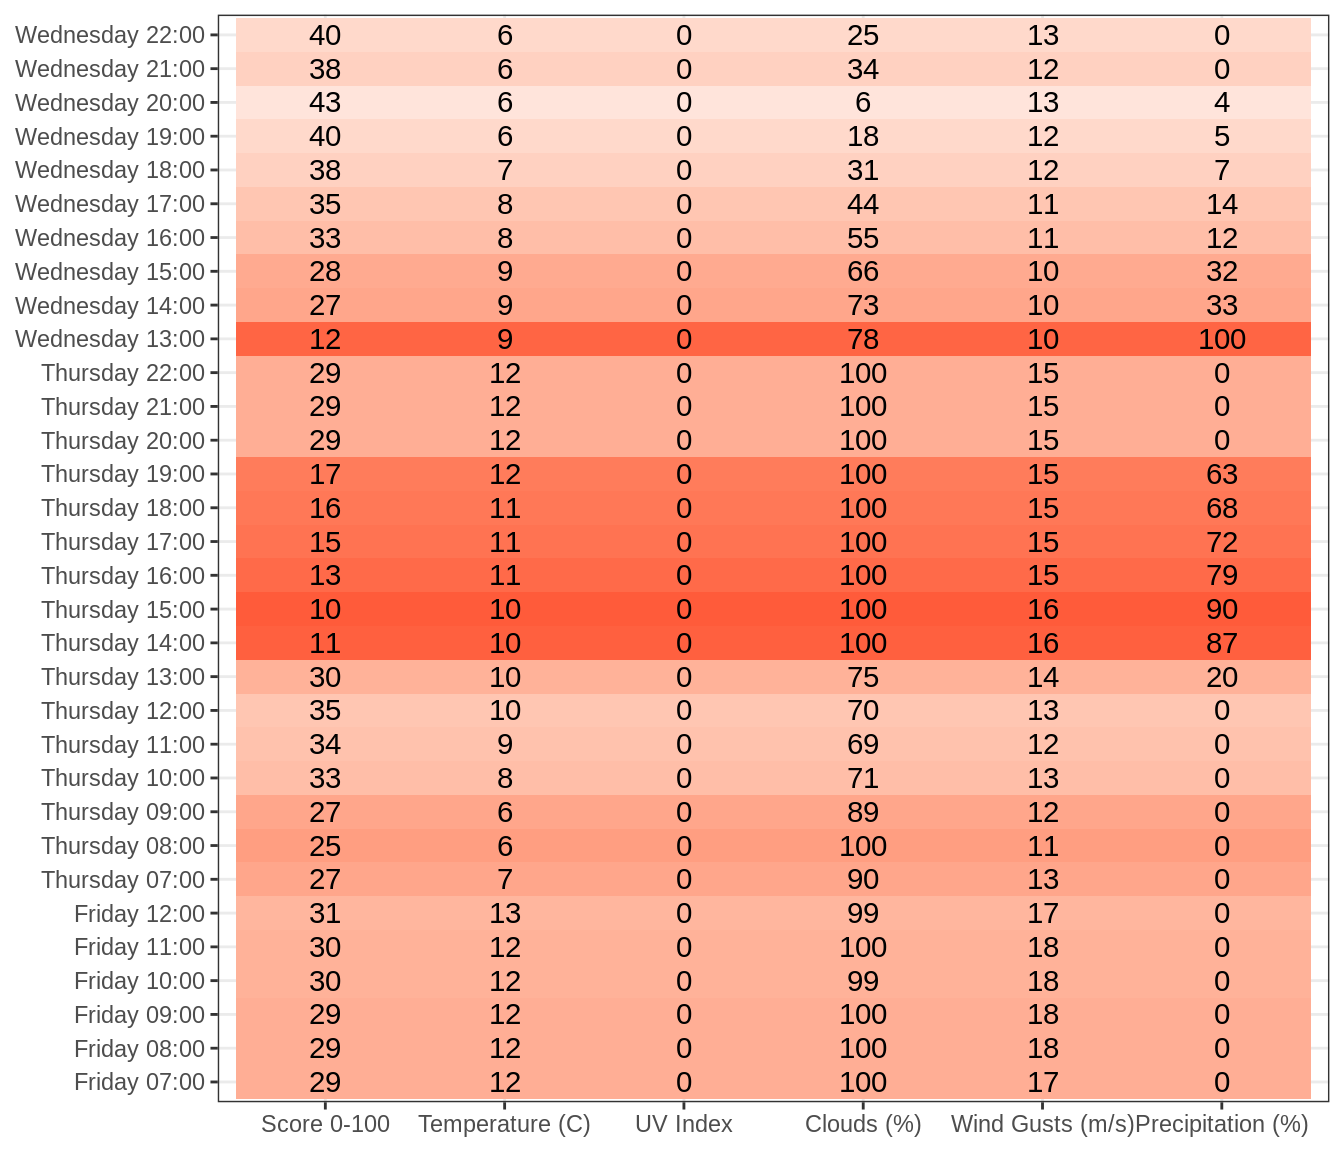 Wednesday 22:00 40 6 0 25 13 0
Wednesday 21:00 38 6 0 34 12 0
Wednesday 20:00 43 6 0 6 13 4
Wednesday 19:00 40 6 0 18 12 5
Wednesday 18:00 38 7 0 31 12 7
Wednesday 17:00 35 8 0 44 11 14
Wednesday 16:00 33 8 0 55 11 12
Wednesday 15:00 28 9 0 66 10 32
Wednesday 14:00 27 9 0 73 10 33
Wednesday 13:00 12 9 0 78 10 100
Thursday 22:00 29 12 0 100 15 0
Thursday 21:00 29 12 0 100 15 0
Thursday 20:00 29 12 0 100 15 0
Thursday 19:00 17 12 0 100 15 63
Thursday 18:00 16 11 0 100 15 68
Thursday 17:00 15 11 0 100 15 72
Thursday 16:00 13 11 0 100 15 79
Thursday 15:00 10 10 0 100 16 90
Thursday 14:00 11 10 0 100 16 87
Thursday 13:00 30 10 0 75 14 20
Thursday 12:00 35 10 0 70 13 0
Thursday 11:00 34 9 0 69 12 0
Thursday 10:00 33 8 0 71 13 0
Thursday 09:00 27 6 0 89 12 0
Thursday 08:00 25 6 0 100 11 0
Thursday 07:00 27 7 0 90 13 0
Friday 12:00 31 13 0 99 17 0
Friday 11:00 30 12 0 100 18 0
Friday 10:00 30 12 0 99 18 0
Friday 09:00 29 12 0 100 18 0
Friday 08:00 29 12 0 100 18 0
Friday 07:00 29 12 0 100 17 0
Score 0-100 Temperature (C) UV Index Clouds (%) Wind Gusts (m/s) Precipitation (%)